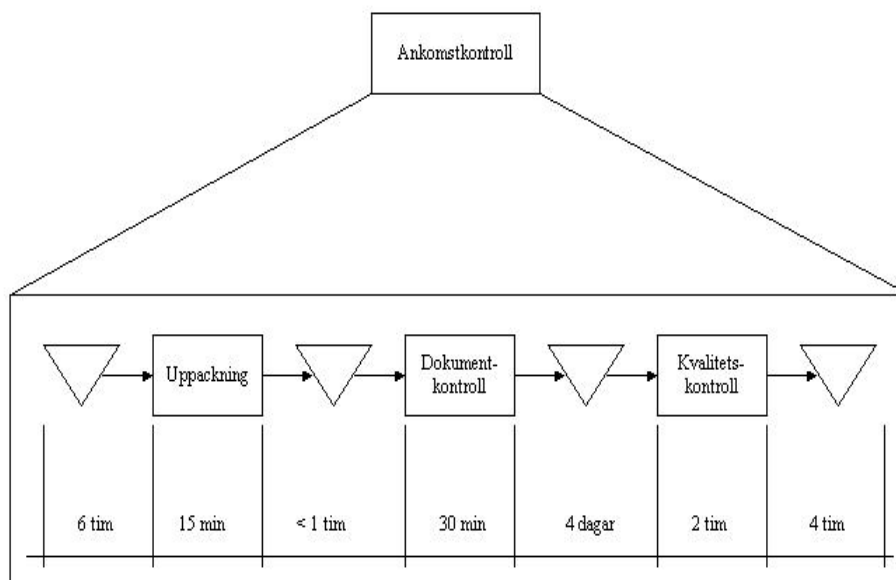 Ankomstkontroll
Uppackning
Dokument-
kontroll
Kvalitets-
kontroll
6 tim
15 min
< 1 tim
30 min
4 dagar
2 tim
4 tim